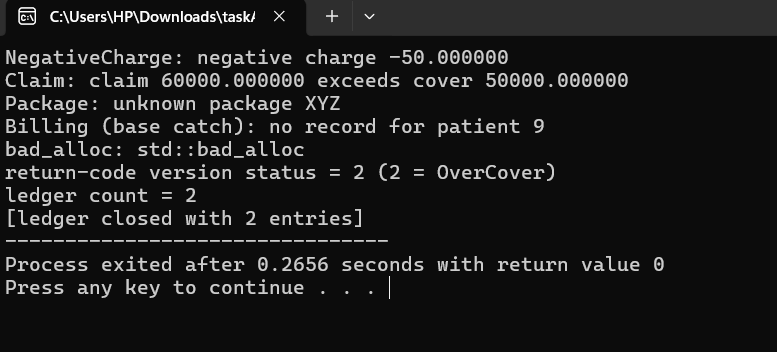 C:\Users\HP\Downloads\taskA
NegativeCharge: negative charge -50.000000
Claim: claim 60000.000000 exceeds cover 50000.000000
Package: unknown package XYZ
Billing (base catch): no record for patient 9
bad_alloc: std::bad_alloc
return-code version status = 2 (2 = OverCover)
ledger count = 2
[ledger closed with 2 entries]
--------------------------------
Process exited after 0.2656 seconds with return value 0
Press any key to continue . . .